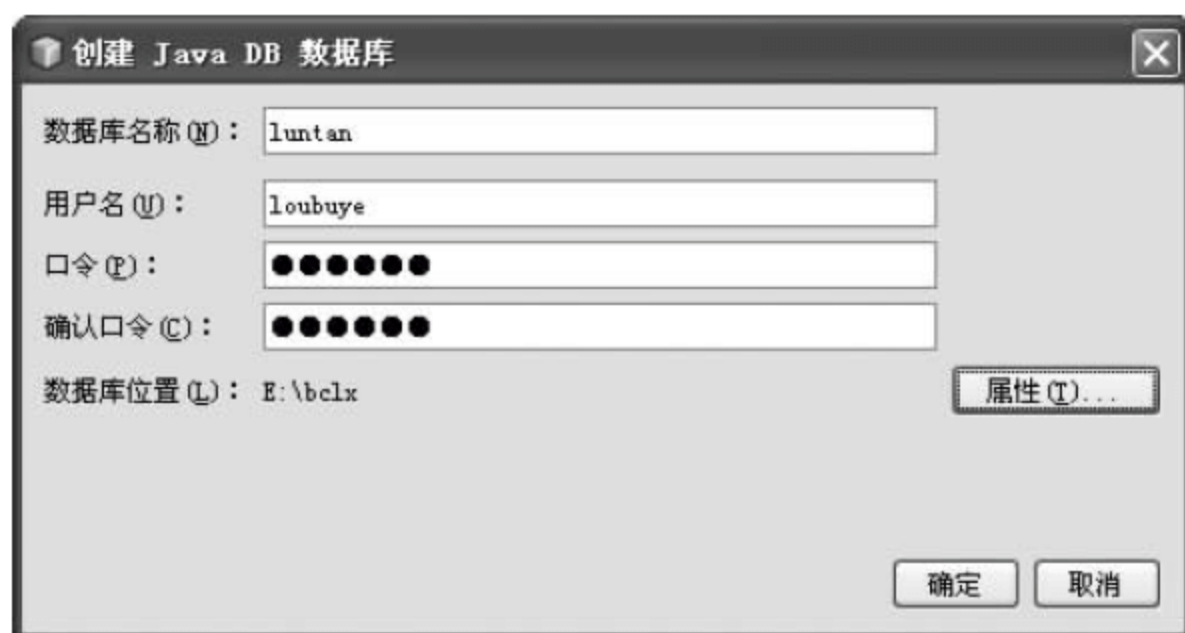 创建 Java DB 数据库
数据库名称(N)： luntan
用户名(U)： loubuye
口令(P)： ●●●●●●
确认口令(C)： ●●●●●●
数据库位置(L)： E:\bclx 属性(T)...
确定 取消